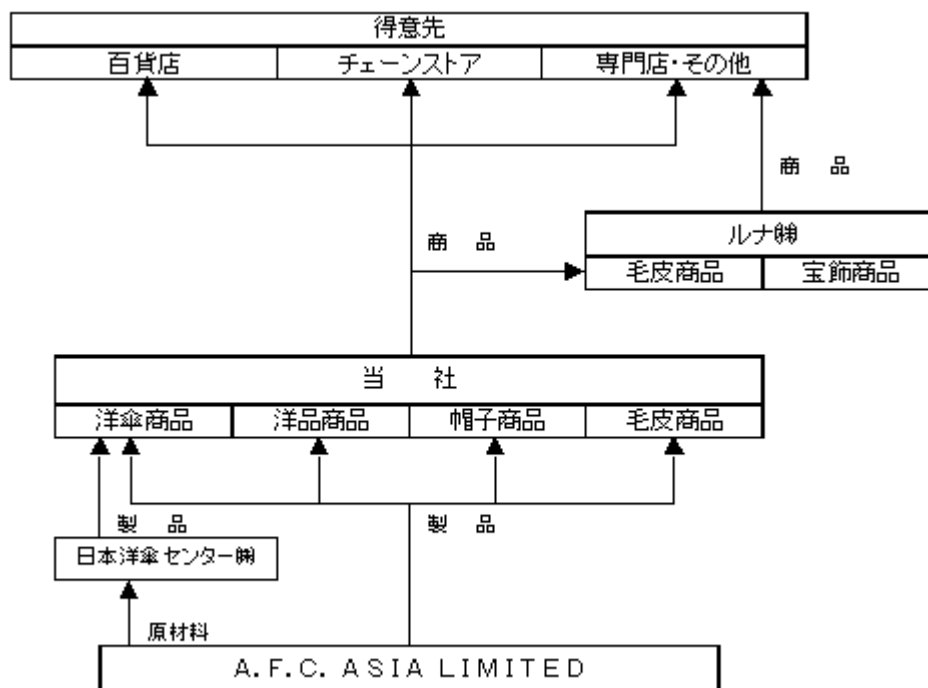 得意先
百貨店 チェーンストア 専門店・その他
商 品
ルナ㈱
商 品
毛皮商品 宝飾商品
当 社
洋傘商品 洋品商品 帽子商品 毛皮商品
製 品 製 品
日本洋傘センター㈱
原材料
A.F.C. ASIA LIMITED